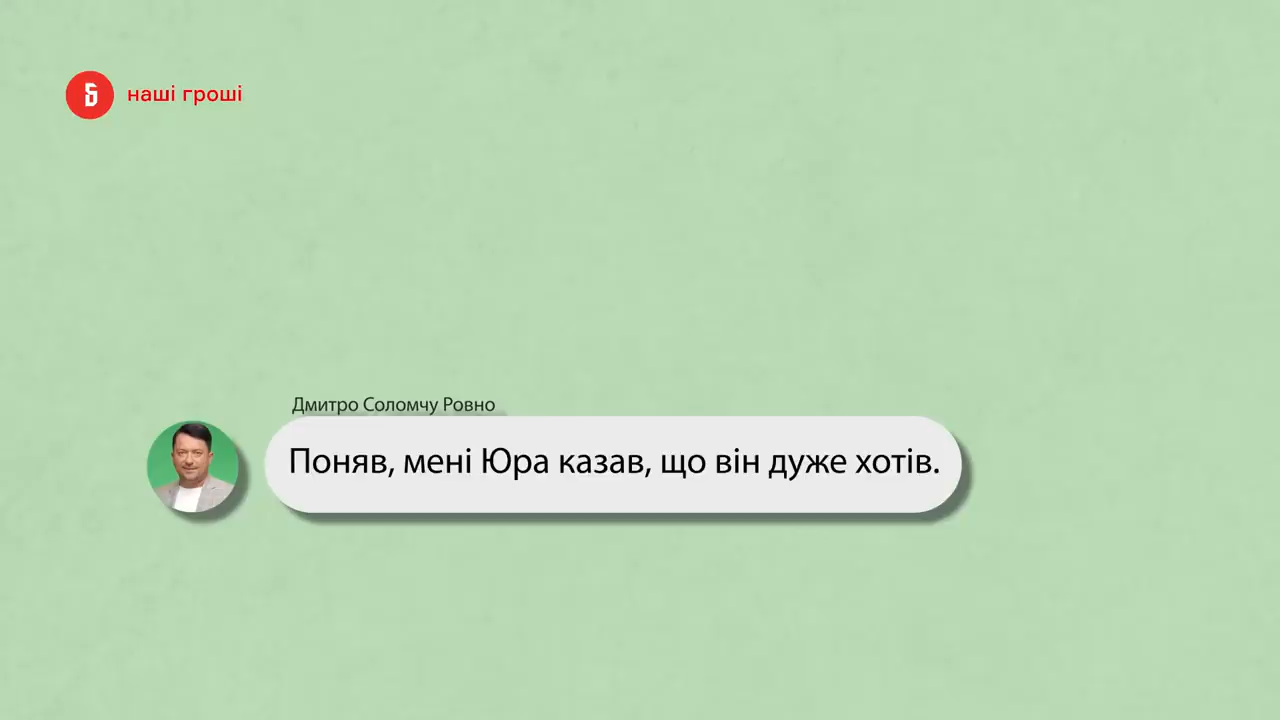 наші гроші
Дмитро Соломчу Ровно
Поняв, мені Юра казав, що він дуже хотів.